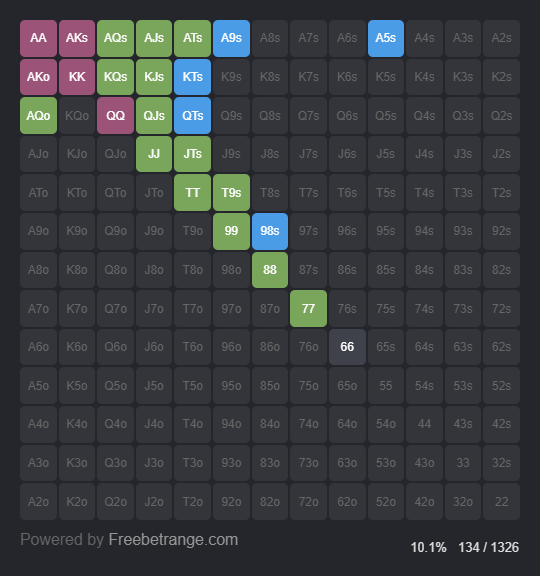 AA AKs AQs AJs ATs A9s A8s A7s A6s A5s A4s A3s A2s
AKo KK KQs KJs KTs K9s K8s K7s K6s K5s K4s K3s K2s
AQo KQo QQ QJs QTs Q9s Q8s Q7s Q6s Q5s Q4s Q3s Q2s
AJo KJo QJo JJ JTs J9s J8s J7s J6s J5s J4s J3s J2s
ATo KTo QTo JTo TT T9s T8s T7s T6s T5s T4s T3s T2s
A9o K9o Q9o J9o T9o 99 98s 97s 96s 95s 94s 93s 92s
A8o K8o Q8o J8o T8o 98o 88 87s 86s 85s 84s 83s 82s
A7o K7o Q7o J7o T7o 97o 87o 77 76s 75s 74s 73s 72s
A6o K6o Q6o J6o T6o 96o 86o 76o 66 65s 64s 63s 62s
A5o K5o Q5o J5o T5o 95o 85o 75o 65o 55 54s 53s 52s
A4o K4o Q4o J4o T4o 94o 84o 74o 64o 54o 44 43s 42s
A3o K3o Q3o J3o T3o 93o 83o 73o 63o 53o 43o 33 32s
A2o K2o Q2o J2o T2o 92o 82o 72o 62o 52o 42o 32o 22
Powered by Freebetrange.com
10.1% 134 / 1326